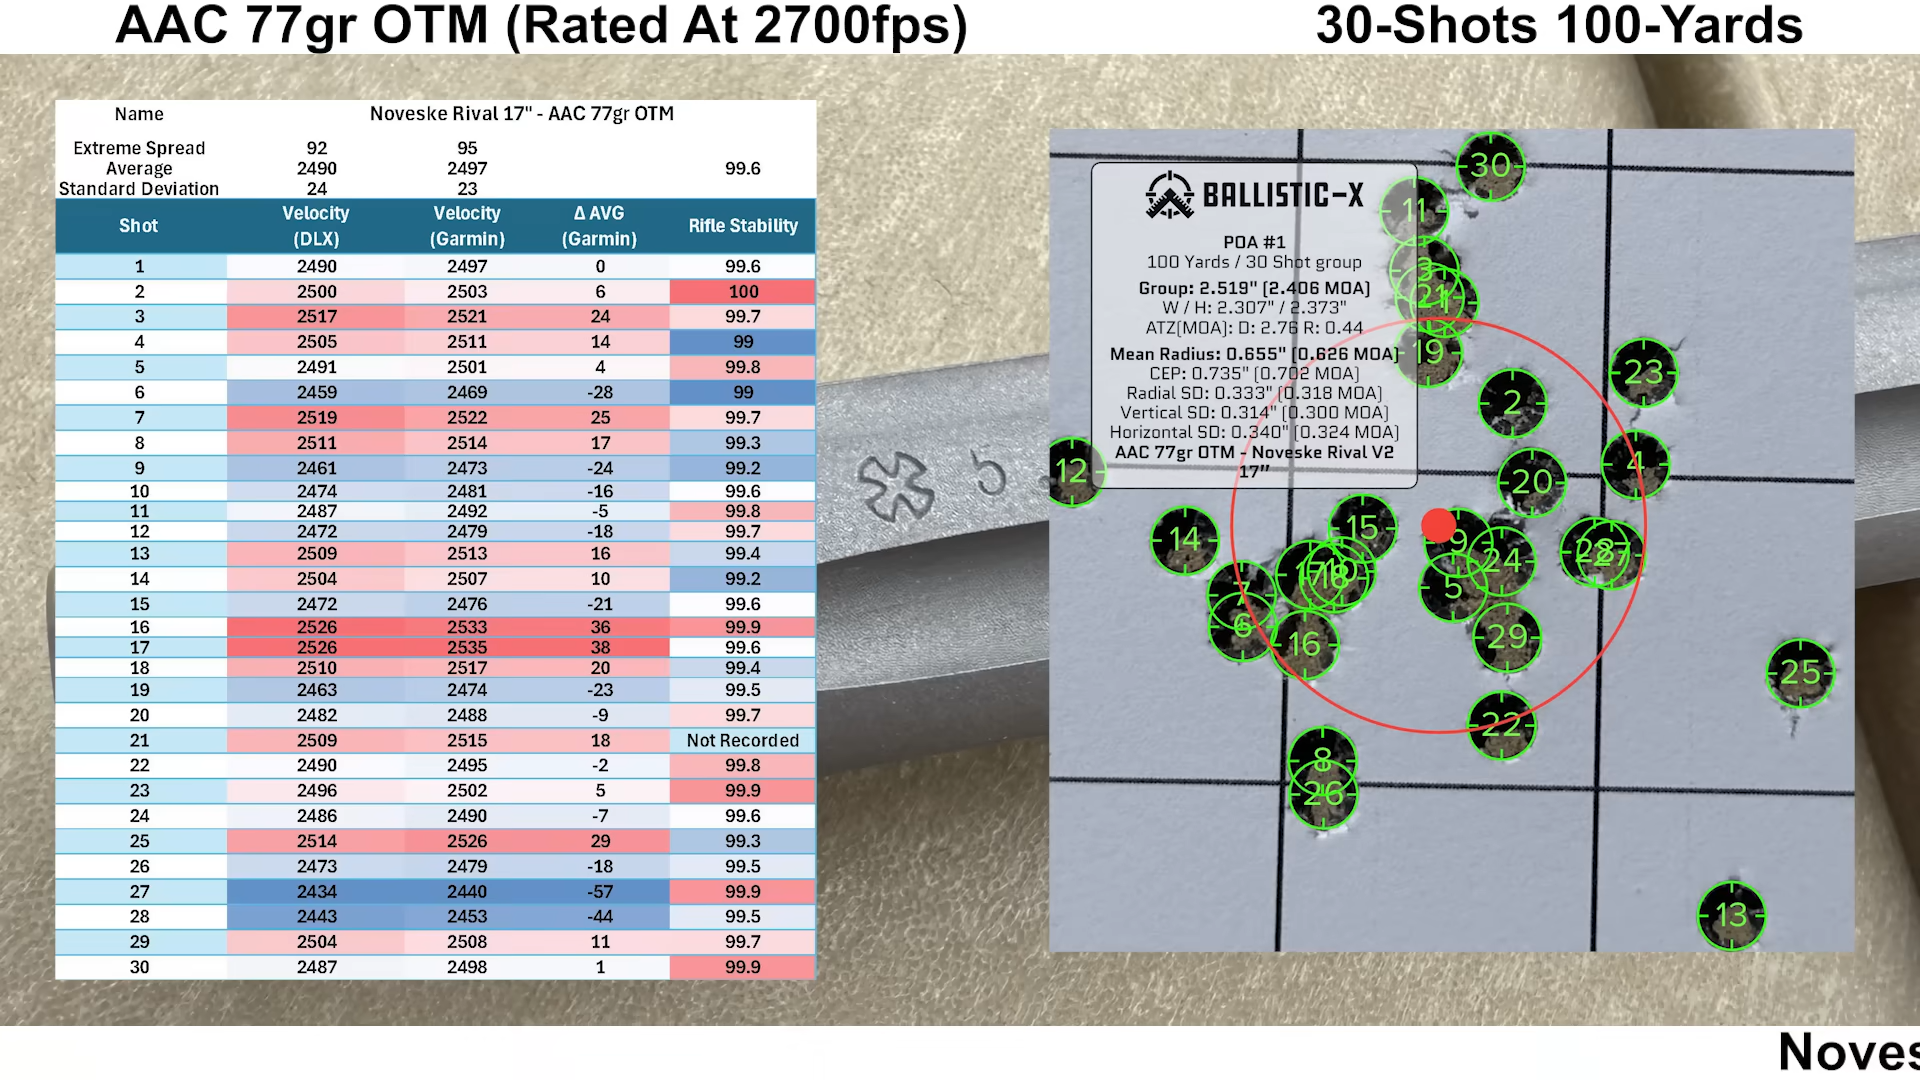 AAC 77gr OTM (Rated At 2700fps)
30-Shots 100-Yards
Name Noveske Rival 17" - AAC 77gr OTM
Extreme Spread 92 95
Average 2490 2497 99.6
Standard Deviation 24 23
Shot Velocity (DLX) Velocity (Garmin) Δ AVG (Garmin) Rifle Stability
1 2490 2497 0 99.6
2 2500 2503 6 100
3 2517 2521 24 99.7
4 2505 2511 14 99
5 2491 2501 4 99.8
6 2459 2469 -28 99
7 2519 2522 25 99.7
8 2511 2514 17 99.3
9 2461 2473 -24 99.2
10 2474 2481 -16 99.6
11 2487 2492 -5 99.8
12 2472 2479 -18 99.7
13 2509 2513 16 99.4
14 2504 2507 10 99.2
15 2472 2476 -21 99.6
16 2526 2533 36 99.9
17 2526 2535 38 99.6
18 2510 2517 20 99.4
19 2463 2474 -23 99.5
20 2482 2488 -9 99.7
21 2509 2515 18 Not Recorded
22 2490 2495 -2 99.8
23 2496 2502 5 99.9
24 2486 2490 -7 99.6
25 2514 2526 29 99.3
26 2473 2479 -18 99.5
27 2434 2440 -57 99.9
28 2443 2453 -44 99.5
29 2504 2508 11 99.7
30 2487 2498 1 99.9
BALLISTIC-X
POA #1
100 Yards / 30 Shot group
Group: 2.519" (2.406 MOA)
W / H: 2.307" / 2.373"
ATZ(MOA): D: 2.76 R: 0.44
Mean Radius: 0.655" (0.626 MOA)
CEP: 0.735" (0.702 MOA)
Radial SD: 0.333" (0.318 MOA)
Vertical SD: 0.314" (0.300 MOA)
Horizontal SD: 0.340" (0.324 MOA)
AAC 77gr OTM - Noveske Rival V2
17"
30
11
3
21
19
23
2
4
12
20
15
14
9
24
28
27
17
18
5
7
6
16
29
25
22
8
26
13
Noves